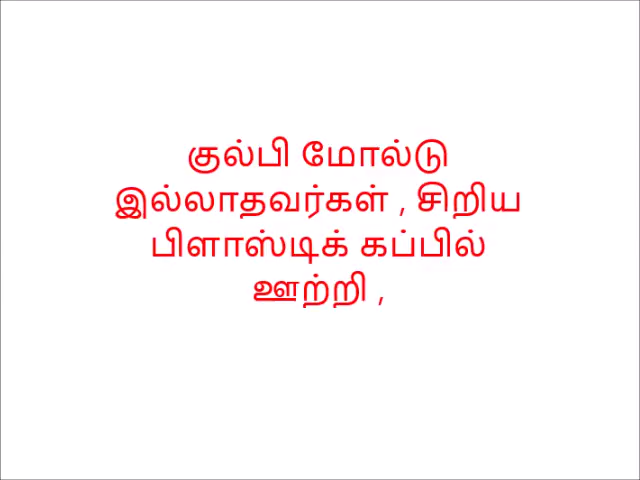 குல்பி மோல்டு
இல்லாதவர்கள் , சிறிய
பிளாஸ்டிக் கப்பில்
ஊற்றி ,